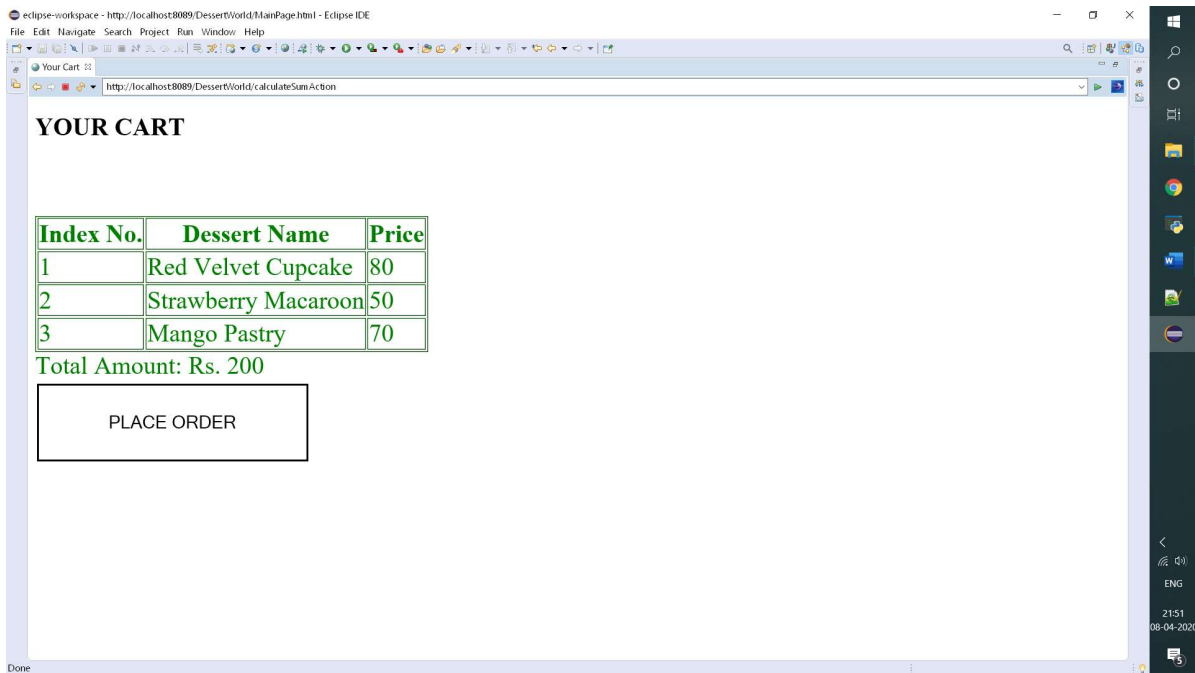 eclipse-workspace - http://localhost:8089/DessertWorld/MainPage.html - Eclipse IDE
File Edit Navigate Search Project Run Window Help
Your Cart
http://localhost:8089/DessertWorld/calculateSumAction
YOUR CART
Index No. Dessert Name Price
1 Red Velvet Cupcake 80
2 Strawberry Macaroon 50
3 Mango Pastry 70
Total Amount: Rs. 200
PLACE ORDER
Done
ENG
21:51
08-04-2020
5